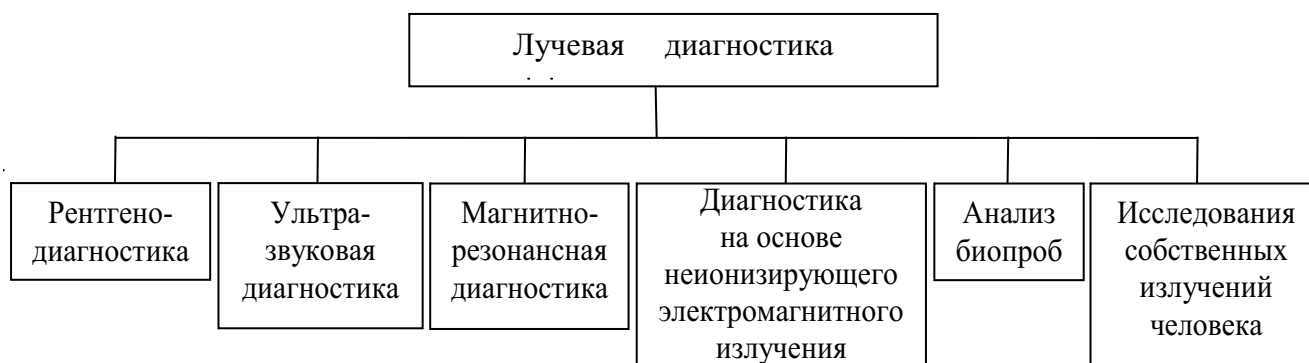 Лучевая диагностика
Рентгено-
диагностика
Ультра-
звуковая
диагностика
Магнитно-
резонансная
диагностика
Диагностика
на основе
неионизирующего
электромагнитного
излучения
Анализ
биопроб
Исследования
собственных
излучений
человека